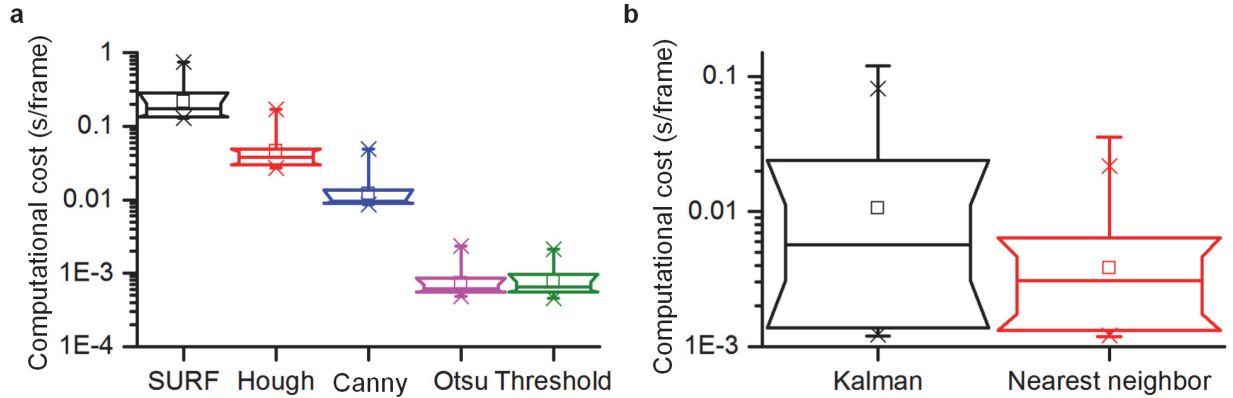 a
Computational cost (s/frame)
1
0.1
0.01
1E-3
1E-4
SURF Hough Canny Otsu Threshold
b
Computational cost (s/frame)
0.1
0.01
1E-3
Kalman Nearest neighbor